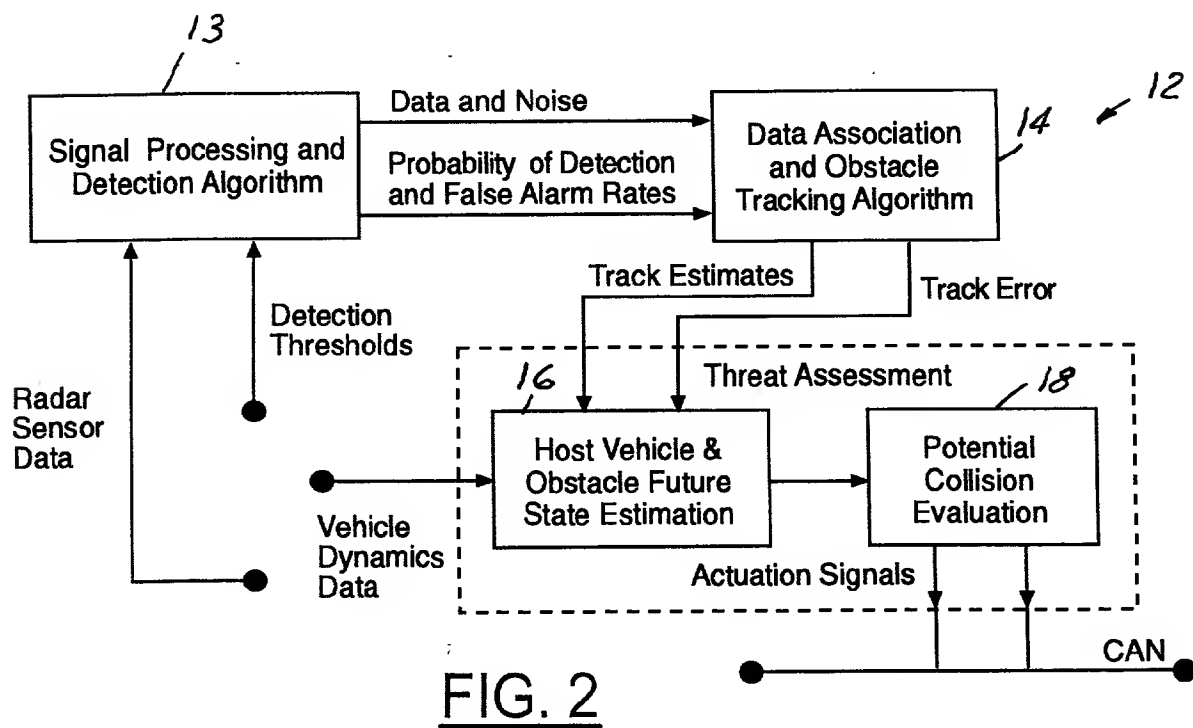 13
12
Signal Processing and
Detection Algorithm
Data and Noise
Probability of Detection
and False Alarm Rates
14
Data Association
and Obstacle
Tracking Algorithm
Track Estimates
Track Error
Detection
Thresholds
Radar
Sensor
Data
16
Threat Assessment
18
Host Vehicle &
Obstacle Future
State Estimation
Potential
Collision
Evaluation
Vehicle
Dynamics
Data
Actuation Signals
CAN
FIG. 2